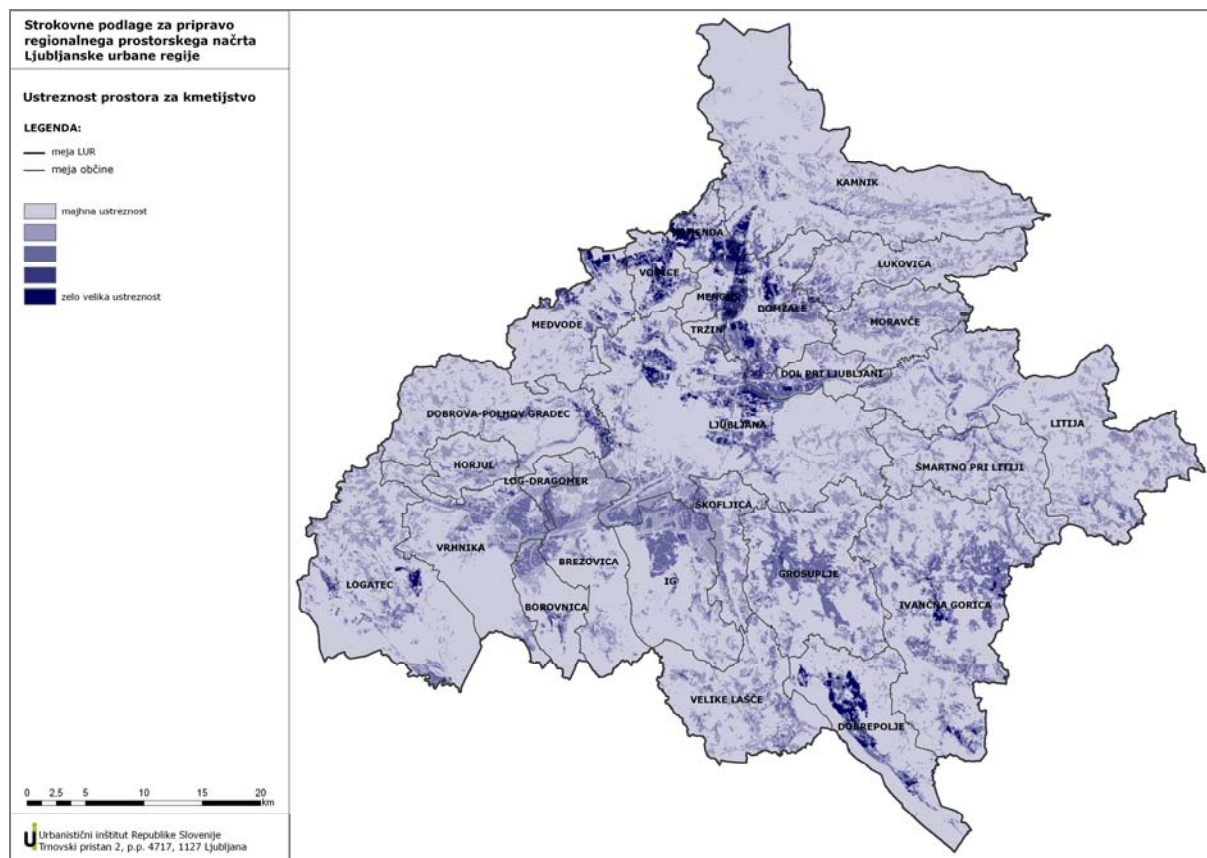 Strokovne podlage za pripravo
regionalnega prostorskega načrta
Ljubljanske urbane regije
Ustreznost prostora za kmetijstvo
LEGENDA:
meja LUR
meja občine
majhna ustreznost
zelo velika ustreznost
KAMNIK
LUKOVICA
VODICE
MENGEŠ
DOMŽALE
MORAVČE
MEDVODE
TRZIN
DOL PRI LJUBLJANI
DOBROVA-POLHOV GRADEC
LJUBLJANA
LITIJA
HORJUL
ŠMARTNO PRI LITIJI
LOG-DRAGOMER
ŠKOFLJICA
VRHNIKA
BREZOVICA
LOGATEC
IG
GROSUPLJE
BOROVNICA
IVANČNA GORICA
VELIKE LAŠČE
DOBREPOLJE
0 2,5 5 10 15 20
km
Urbanistični inštitut Republike Slovenije
Trnovski pristan 2, p.p. 4717, 1127 Ljubljana